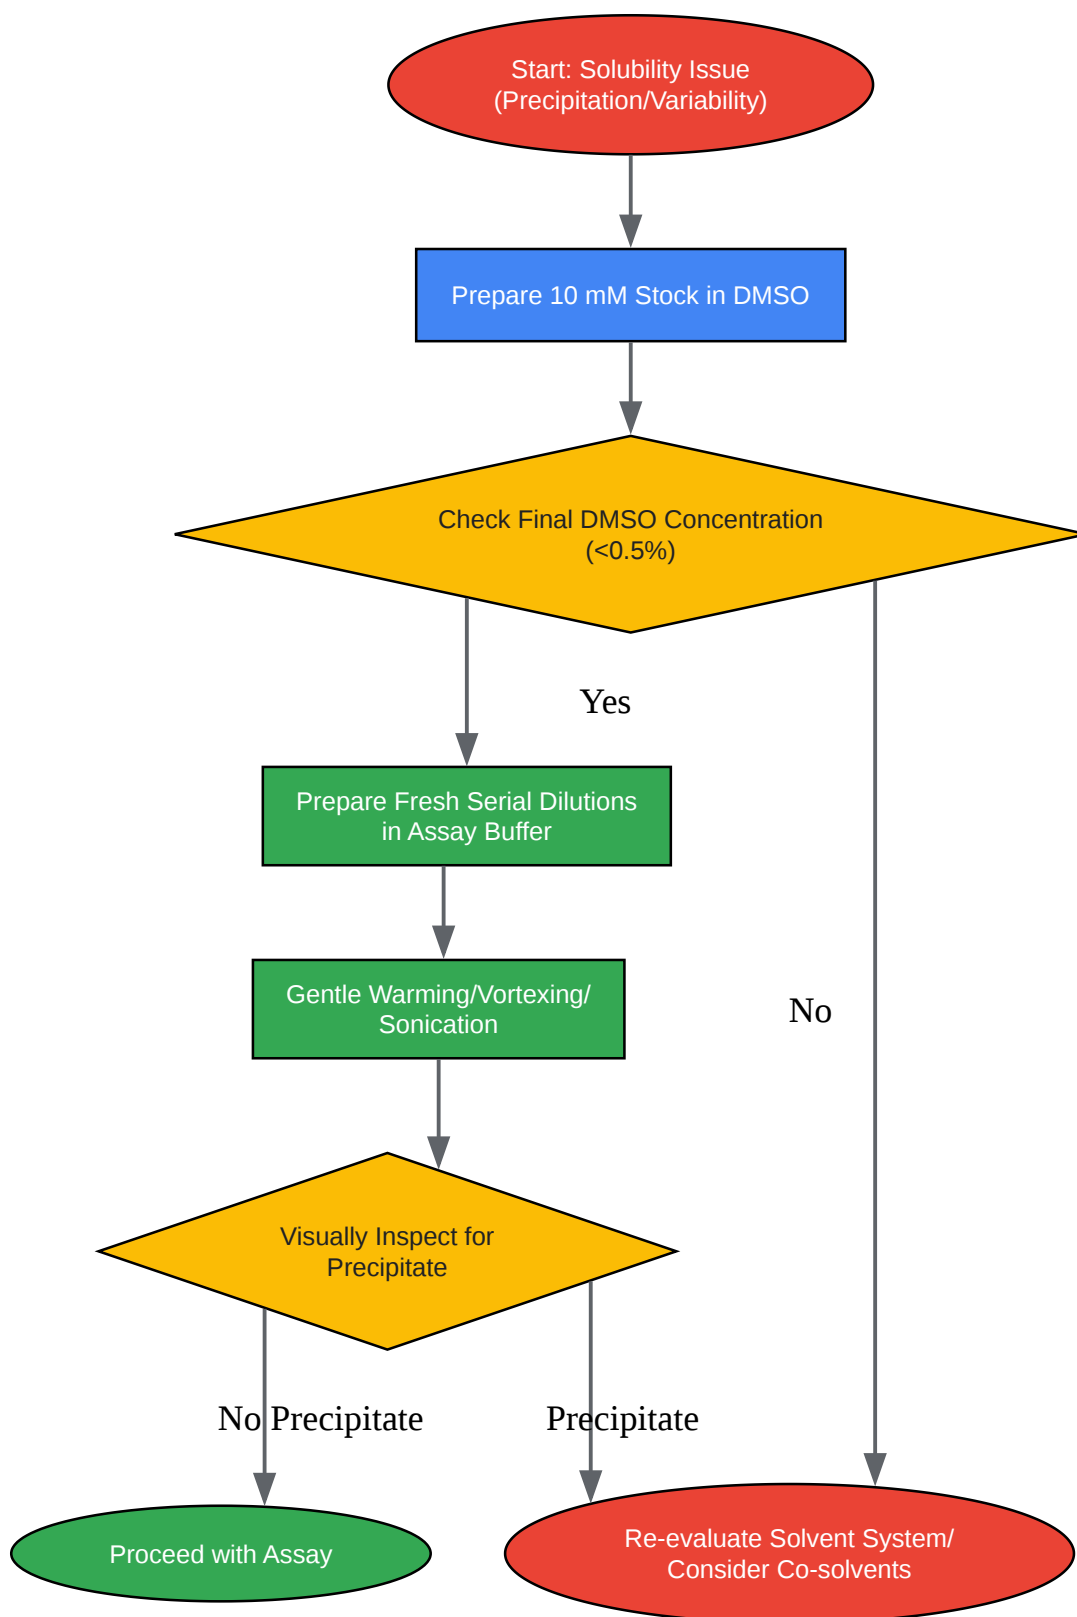 Start: Solubility Issue
(Precipitation/Variability)
Prepare 10 mM Stock in DMSO
Check Final DMSO Concentration
(<0.5%)
Yes
Prepare Fresh Serial Dilutions
in Assay Buffer
Gentle Warming/Vortexing/
Sonication
No
Visually Inspect for
Precipitate
No Precipitate
Precipitate
Proceed with Assay
Re-evaluate Solvent System/
Consider Co-solvents